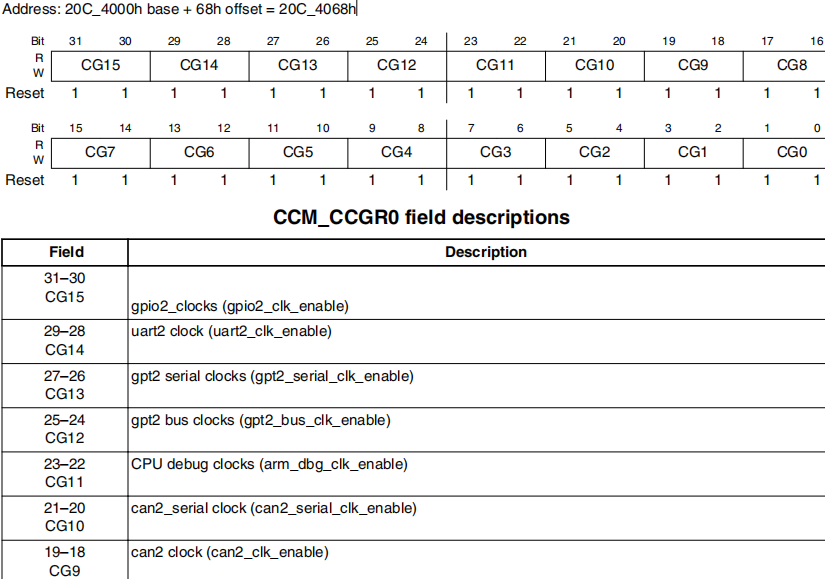 Address: 20C_4000h base + 68h offset = 20C_4068h
Bit 31 30 29 28 27 26 25 24 23 22 21 20 19 18 17 16
R
W
CG15 CG14 CG13 CG12 CG11 CG10 CG9 CG8
Reset 1 1 1 1 1 1 1 1 1 1 1 1 1 1 1 1
Bit 15 14 13 12 11 10 9 8 7 6 5 4 3 2 1 0
R
W
CG7 CG6 CG5 CG4 CG3 CG2 CG1 CG0
Reset 1 1 1 1 1 1 1 1 1 1 1 1 1 1 1 1
CCM_CCGR0 field descriptions
Field Description
31–30
CG15
gpio2_clocks (gpio2_clk_enable)
29–28
CG14
uart2 clock (uart2_clk_enable)
27–26
CG13
gpt2 serial clocks (gpt2_serial_clk_enable)
25–24
CG12
gpt2 bus clocks (gpt2_bus_clk_enable)
23–22
CG11
CPU debug clocks (arm_dbg_clk_enable)
21–20
CG10
can2_serial clock (can2_serial_clk_enable)
19–18
CG9
can2 clock (can2_clk_enable)